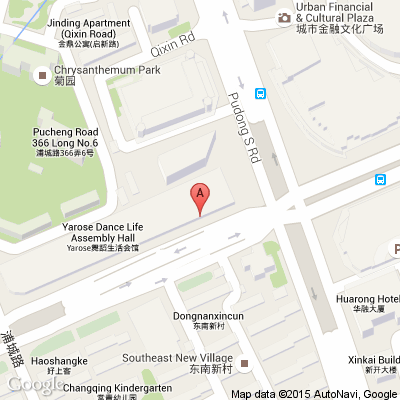 Jinding Apartment
(Qixin Road)
金鼎公寓(启新路)
Qixin Rd
Urban Financial
& Cultural Plaza
城市金融文化广场
Chrysanthemum Park
菊园
Pudong S Rd
Pucheng Road
366 Long No.6
浦城路366弄6号
A
Yarose Dance Life
Assembly Hall
Yarose舞蹈生活会馆
Dongnanxincun
东南新村
Huarong Hotel
华融大厦
浦城路
Haoshangke
好上客
Southeast New Village
东南新村
Xinkai Build
新开大楼
Changqing Kindergarten
Google
Map data ©2015 AutoNavi, Google